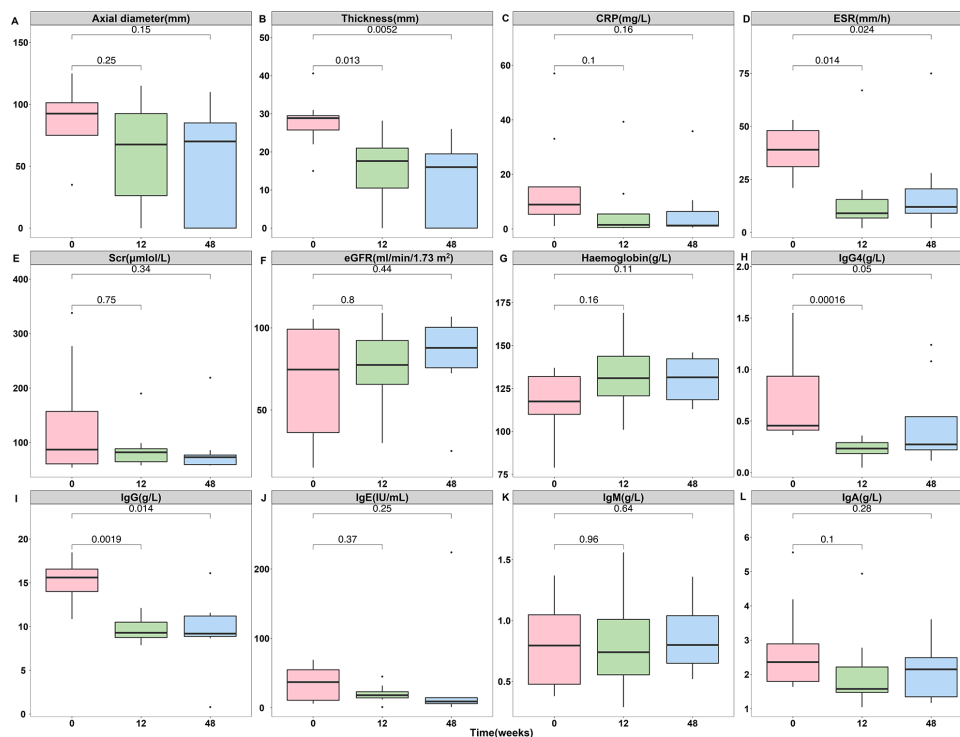 A Axial diameter(mm) B Thickness(mm) C CRP(mg/L) D ESR(mm/h)
0.15 0.0052 0.16 0.024
0.25 0.013 0.1 0.014
150 50 60 75
100 40 40 50
50 30 20 25
0 20 0 0
10
0
0 12 48 0 12 48 0 12 48 0 12 48
E Scr(μmlol/L) F eGFR(ml/min/1.73 m²) G Haemoglobin(g/L) H IgG4(g/L)
0.34 0.44 0.11 0.05
0.75 0.8 0.16 0.00016
400 100 175 2.0
300 50 150 1.5
200 125 1.0
100 100 0.5
75 0.0
0 12 48 0 12 48 0 12 48 0 12 48
I IgG(g/L) J IgE(IU/mL) K IgM(g/L) L IgA(g/L)
0.014 0.25 0.64 0.28
0.0019 0.37 0.96 0.1
20 200 1.5 6
15 100 1.0 5
10 0 0.5 4
5 3
0 2
1
0 12 48 0 12 48 0 12 48 0 12 48
Time(weeks)